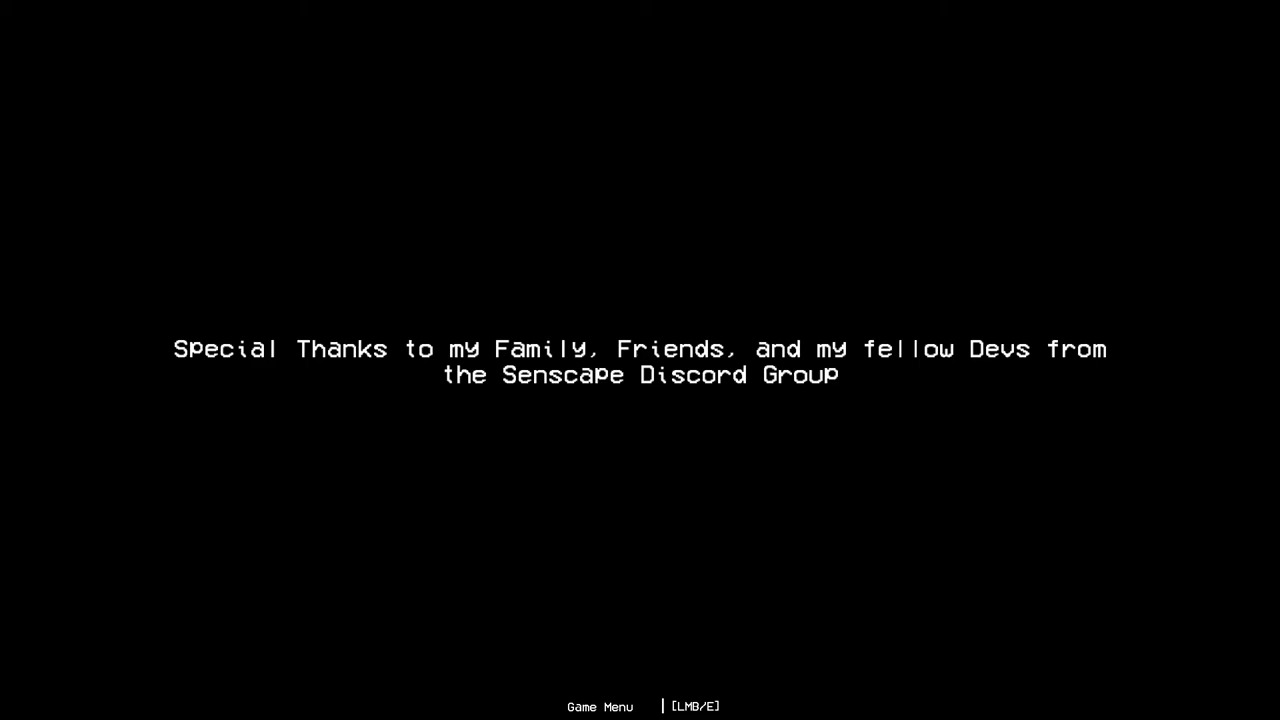 Special Thanks to my Family, Friends, and my fellow Devs from
the Senscape Discord Group
Game Menu |[LMB/E]